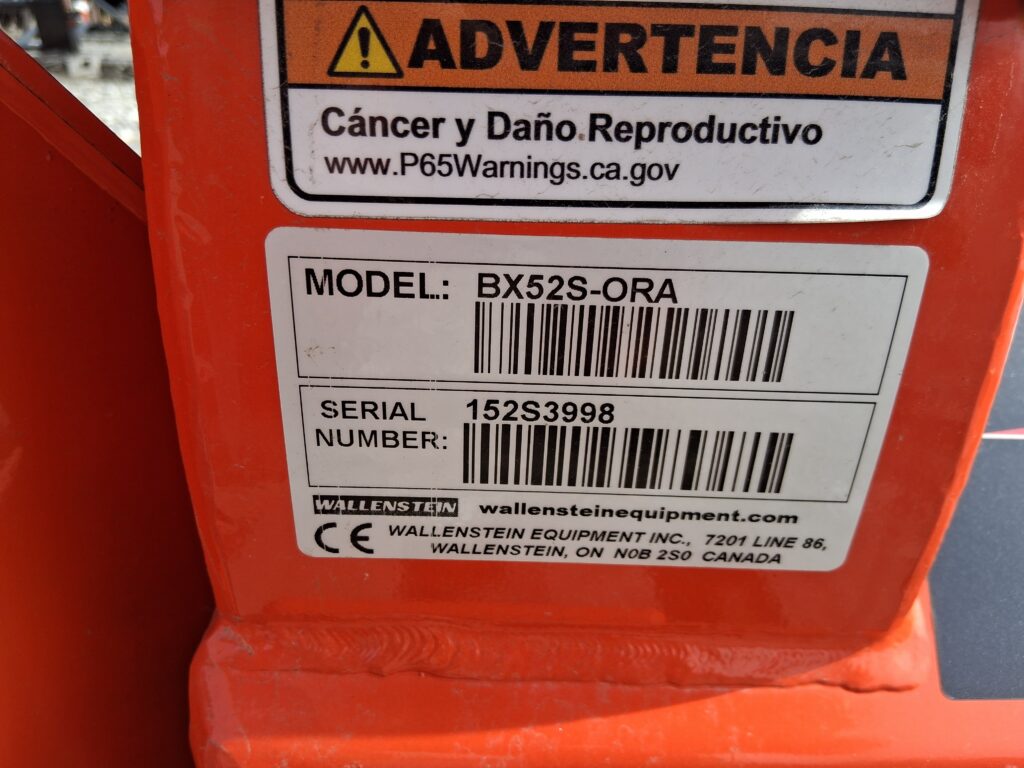 ADVERTENCIA
Cáncer y Daño Reproductivo
www.P65Warnings.ca.gov
MODEL: BX52S-ORA
SERIAL NUMBER: 152S3998
WALLENSTEIN wallensteinequipment.com
CE WALLENSTEIN EQUIPMENT INC., 7201 LINE 86,
WALLENSTEIN, ON N0B 2S0 CANADA